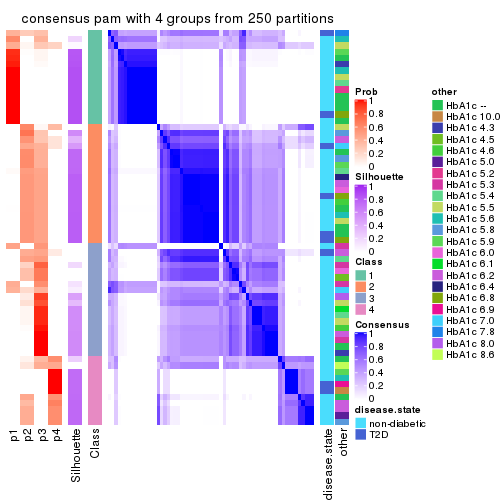 consensus pam with 4 groups from 250 partitions
p1
p2
p3
p4
Silhouette
Class
disease.state
other
Prob
1
0.8
0.6
0.4
0.2
0
Silhouette
1
0.8
0.6
0.4
0.2
0
Class
1
2
3
4
Consensus
1
0.8
0.6
0.4
0.2
0
disease.state
non-diabetic
T2D
other
HbA1c --
HbA1c 10.0
HbA1c 4.3
HbA1c 4.5
HbA1c 4.6
HbA1c 5.0
HbA1c 5.2
HbA1c 5.3
HbA1c 5.4
HbA1c 5.5
HbA1c 5.6
HbA1c 5.8
HbA1c 5.9
HbA1c 6.0
HbA1c 6.1
HbA1c 6.2
HbA1c 6.4
HbA1c 6.8
HbA1c 6.9
HbA1c 7.0
HbA1c 7.8
HbA1c 8.0
HbA1c 8.6